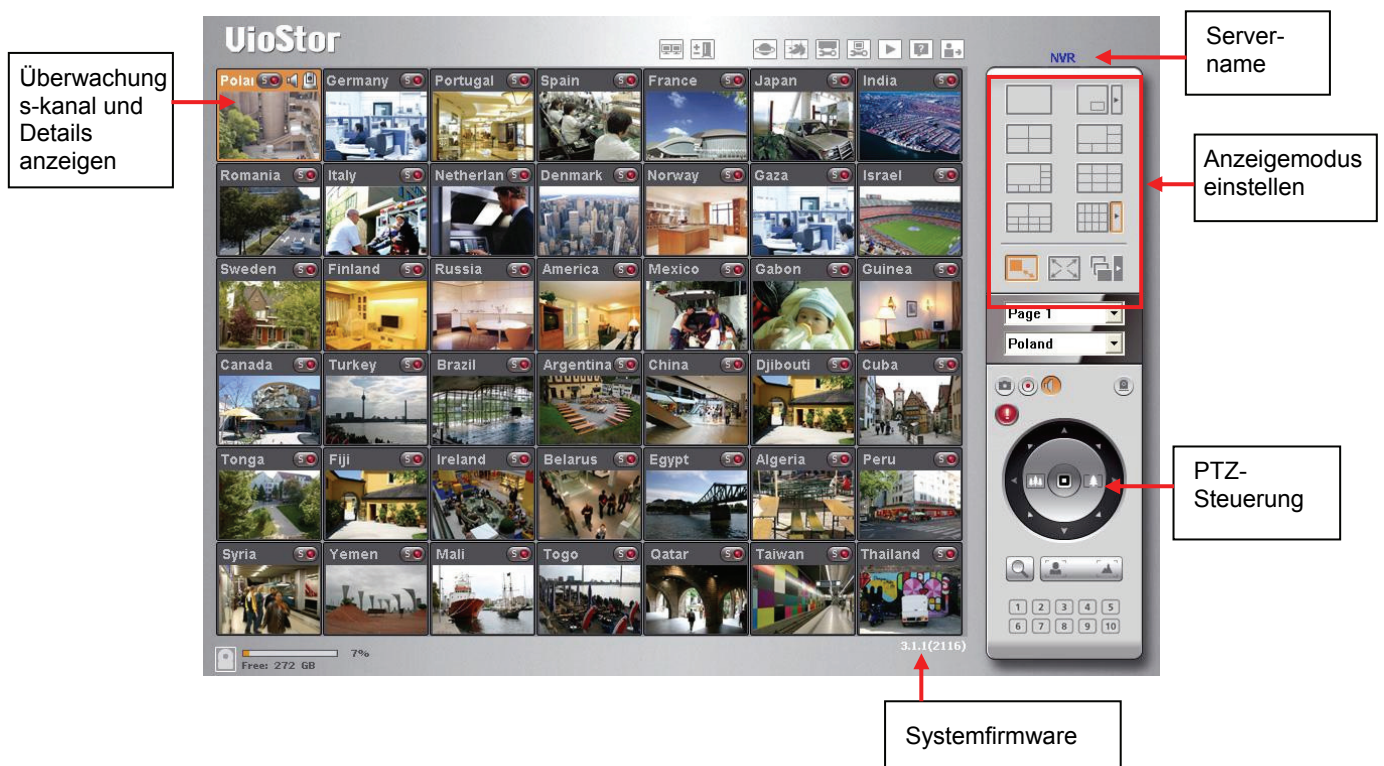 VioStor
Server-
name
NVR
Überwachung
s-kanal und
Details
anzeigen
Polar S Germany S Portugal S Spain S France S Japan S India S
Anzeigemodus
einstellen
Romania S Italy S Netherlan S Denmark S Norway S Gaza S Israel S
Sweden S Finland S Russia S America S Mexico S Gabon S Guinea S
Page 1
Poland
Canada S Turkey S Brazil S Argentina S China S Djibouti S Cuba S
Tonga S Fiji S Ireland S Belarus S Egypt S Algeria S Peru S
PTZ-
Steuerung
Syria S Yemen S Mali S Togo S Qatar S Taiwan S Thailand S
1 2 3 4 5
6 7 8 9 10
7%
Free: 272 GB
3.1.1(2116)
Systemfirmware